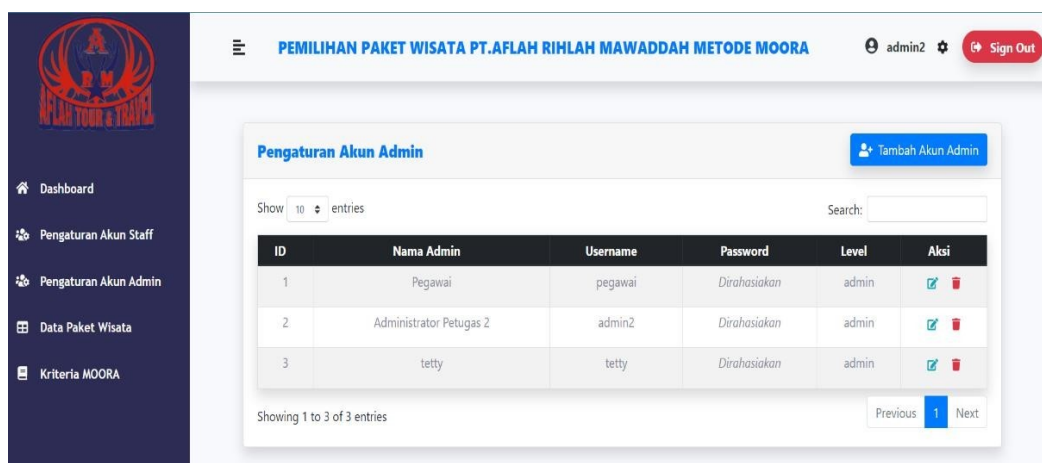 A
R M
AFLAH TOUR & TRAVEL
Dashboard
Pengaturan Akun Staff
Pengaturan Akun Admin
Data Paket Wisata
Kriteria MOORA
PEMILIHAN PAKET WISATA PT.AFLAH RIHLAH MAWADDAH METODE MOORA
admin2 Sign Out
Pengaturan Akun Admin
Tambah Akun Admin
Show 10 entries Search:
ID Nama Admin Username Password Level Aksi
1 Pegawai pegawai Dirahasiakan admin
2 Administrator Petugas 2 admin2 Dirahasiakan admin
3 tetty tetty Dirahasiakan admin
Showing 1 to 3 of 3 entries Previous 1 Next